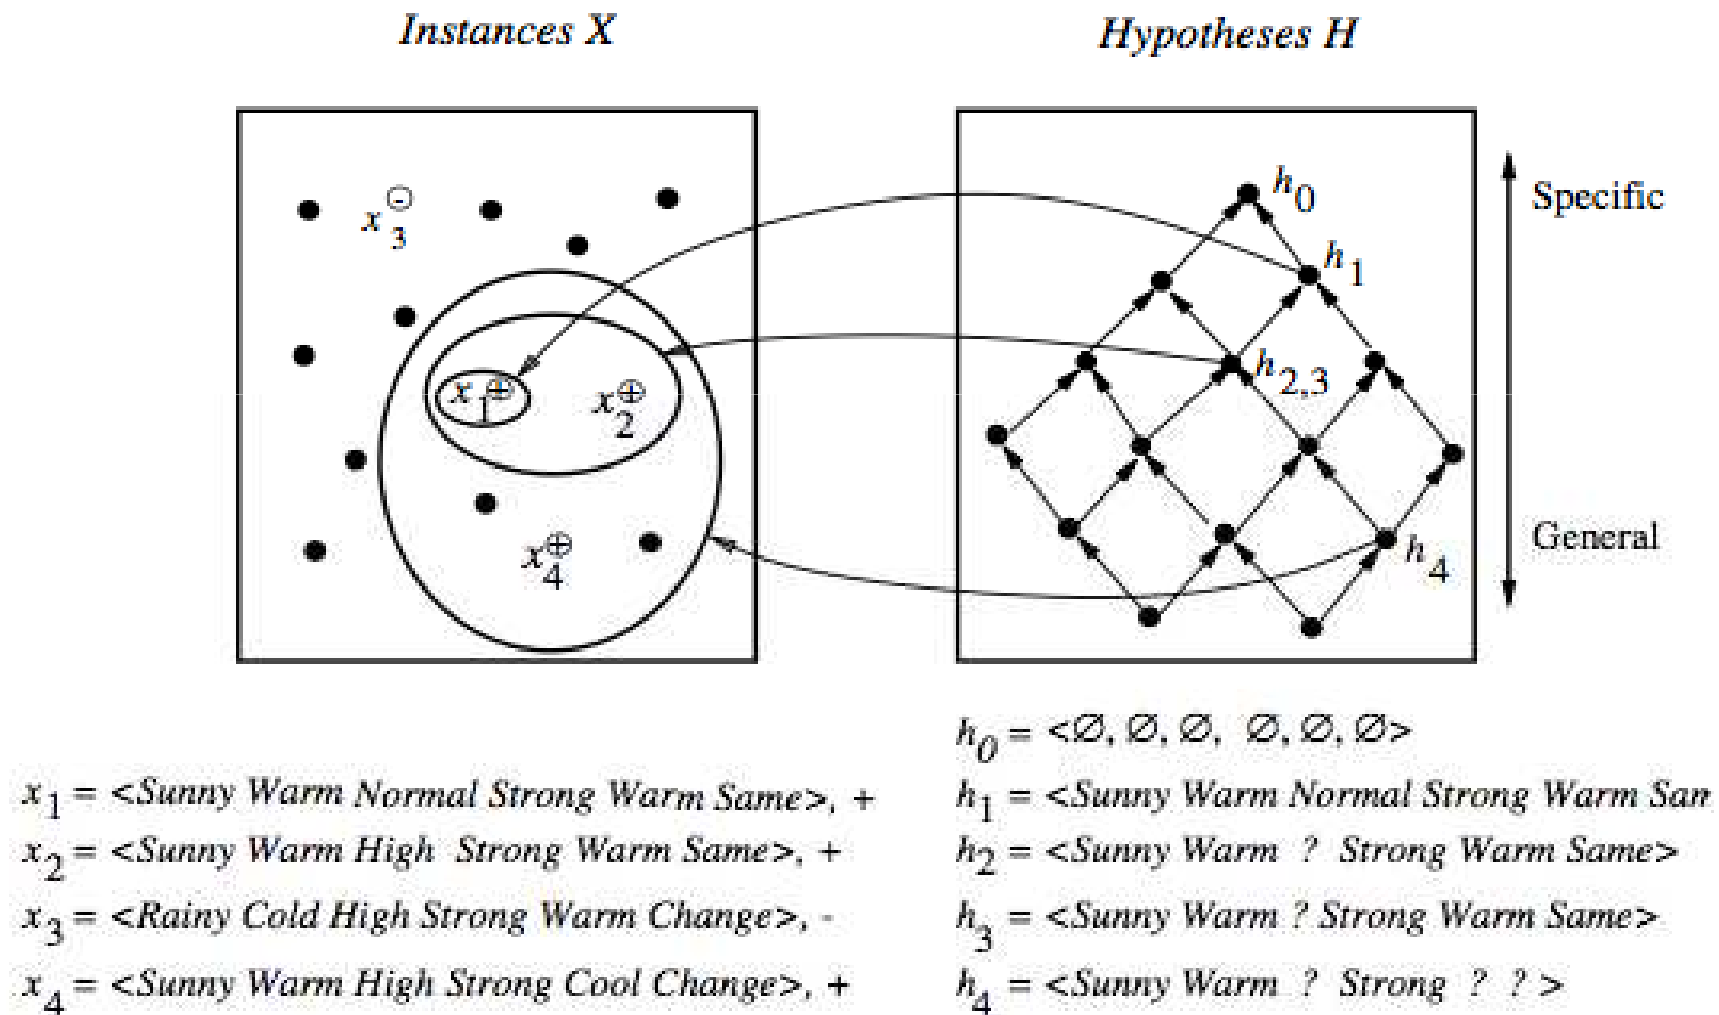 Instances X
Hypotheses H
x3 -
x1 +
x2 +
x4 +
h0
h1
h2,3
h4
Specific
General
x1 = <Sunny Warm Normal Strong Warm Same>, +
x2 = <Sunny Warm High Strong Warm Same>, +
x3 = <Rainy Cold High Strong Warm Change>, -
x4 = <Sunny Warm High Strong Cool Change>, +
h0 = <∅, ∅, ∅, ∅, ∅, ∅>
h1 = <Sunny Warm Normal Strong Warm Sam
h2 = <Sunny Warm ? Strong Warm Same>
h3 = <Sunny Warm ? Strong Warm Same>
h4 = <Sunny Warm ? Strong ? ? >